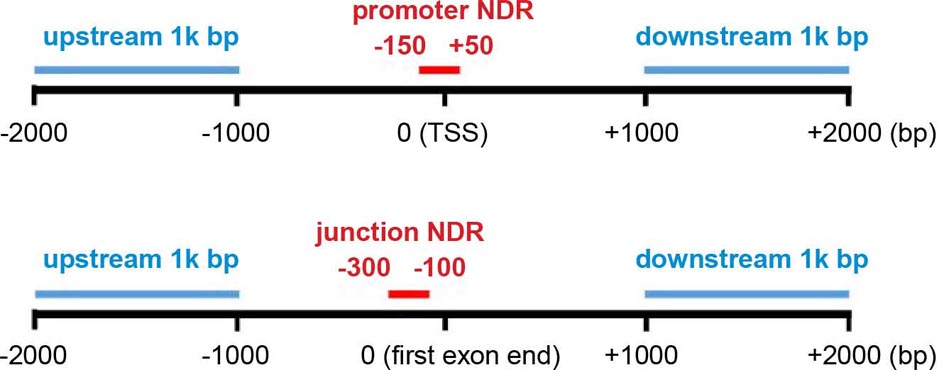 promoter NDR
upstream 1k bp -150 +50 downstream 1k bp
-2000 -1000 0 (TSS) +1000 +2000 (bp)
junction NDR
upstream 1k bp -300 -100 downstream 1k bp
-2000 -1000 0 (first exon end) +1000 +2000 (bp)